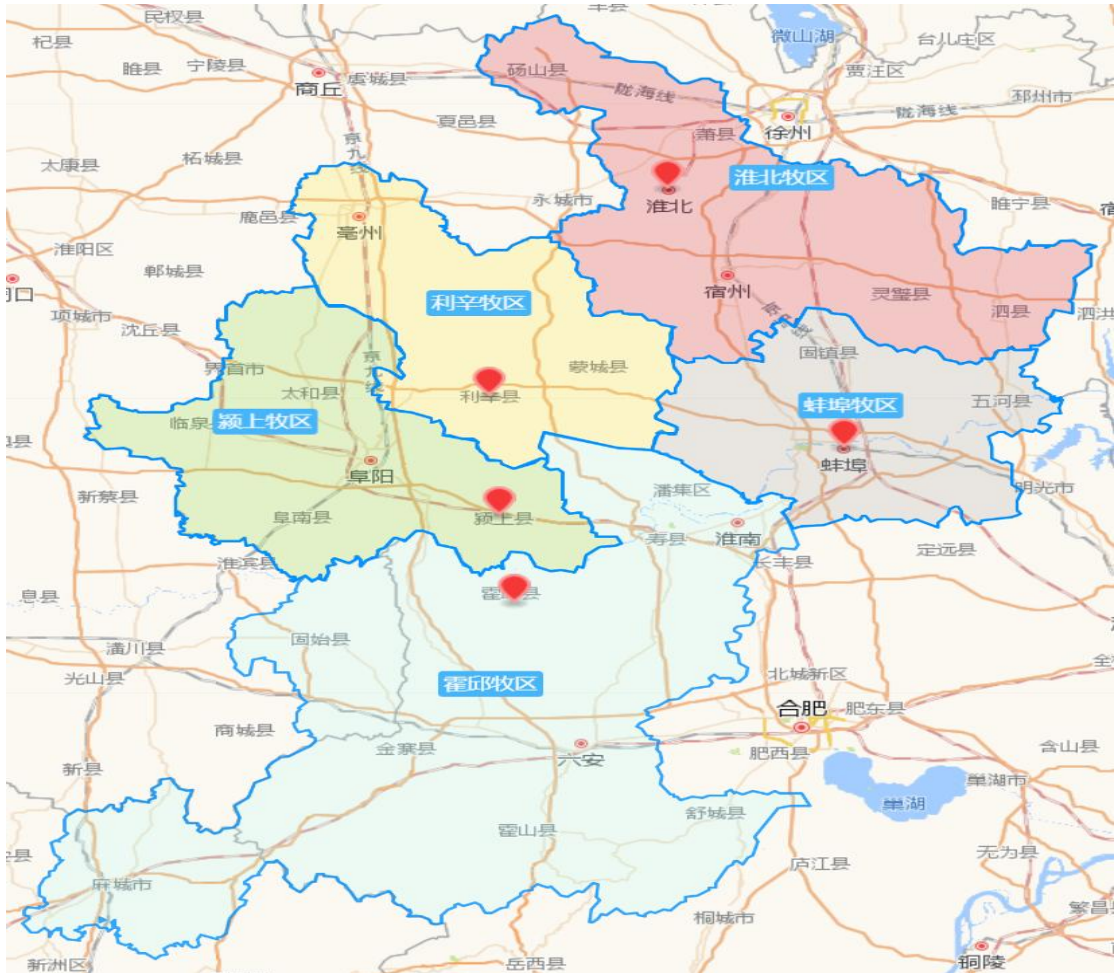 民权县
丰县
微山湖
台儿庄区
杞县
睢县
宁陵县
虞城县
商丘
砀山县
陇海线
贾汪区
邳州市
陇海线
徐州
夏邑县
萧县
京九线
太康县
柘城县
淮北牧区
淮北
永城市
睢宁县
鹿邑县
亳州
淮阳区
郸城县
宿州
灵璧县
泗县
泗洪
利辛牧区
项城市
沈丘县
界首市
京九线
固镇县
蒙城县
太和县
利辛县
五河县
蚌埠牧区
临泉
颍上牧区
蚌埠
阜阳
新蔡县
潘集区
明光市
阜南县
颍上县
寿县
淮南
定远县
淮滨县
长丰县
息县
固始县
潢川县
光山县
霍邱牧区
北城新区
合肥
肥东县
商城县
金寨县
六安
肥西县
含山县
新县
巢湖市
巢湖
舒城县
霍山县
庐江县
无为县
麻城市
桐城市
繁昌县
岳西县
新洲区
铜陵